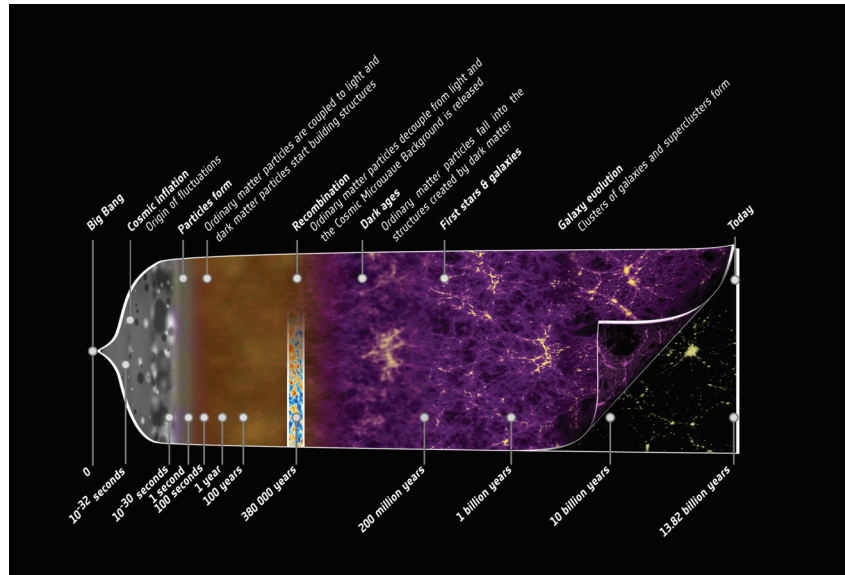 Big Bang
Cosmic Inflation
Origin of fluctuations
Particles form
Ordinary matter particles are coupled to light and
dark matter particles start building structures
Recombination
Ordinary matter particles decouple from light and
the Cosmic Microwave Background is released
Dark ages
Ordinary matter particles fall into the
structures created by dark matter
First stars & galaxies
Galaxy evolution
Clusters of galaxies and superclusters form
Today
0
10-32 seconds
10-30 seconds
1 second
100 seconds
1 year
100 years
380 000 years
200 million years
1 billion years
10 billion years
13.82 billion years